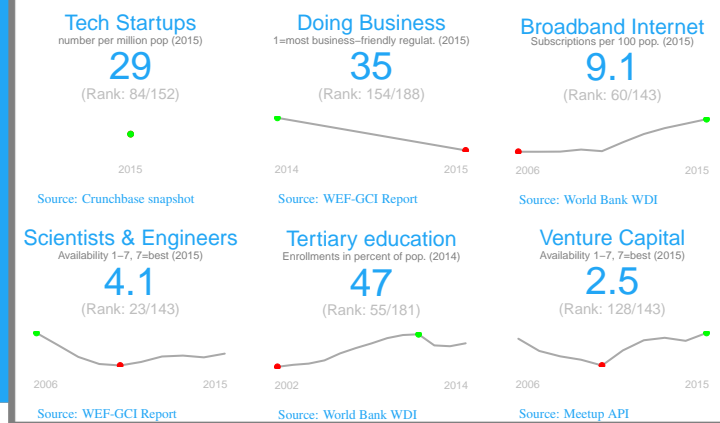 Tech Startups
number per million pop (2015)
29
(Rank: 84/152)
2015
Source: Crunchbase snapshot
Doing Business
1=most business−friendly regulat. (2015)
35
(Rank: 154/188)
2014 2015
Source: WEF-GCI Report
Broadband Internet
Subscriptions per 100 pop. (2015)
9.1
(Rank: 60/143)
2006 2015
Source: World Bank WDI
Scientists & Engineers
Availability 1−7, 7=best (2015)
4.1
(Rank: 23/143)
2006 2015
Source: WEF-GCI Report
Tertiary education
Enrollments in percent of pop. (2014)
47
(Rank: 55/181)
2002 2014
Source: World Bank WDI
Venture Capital
Availability 1−7, 7=best (2015)
2.5
(Rank: 128/143)
2006 2015
Source: Meetup API